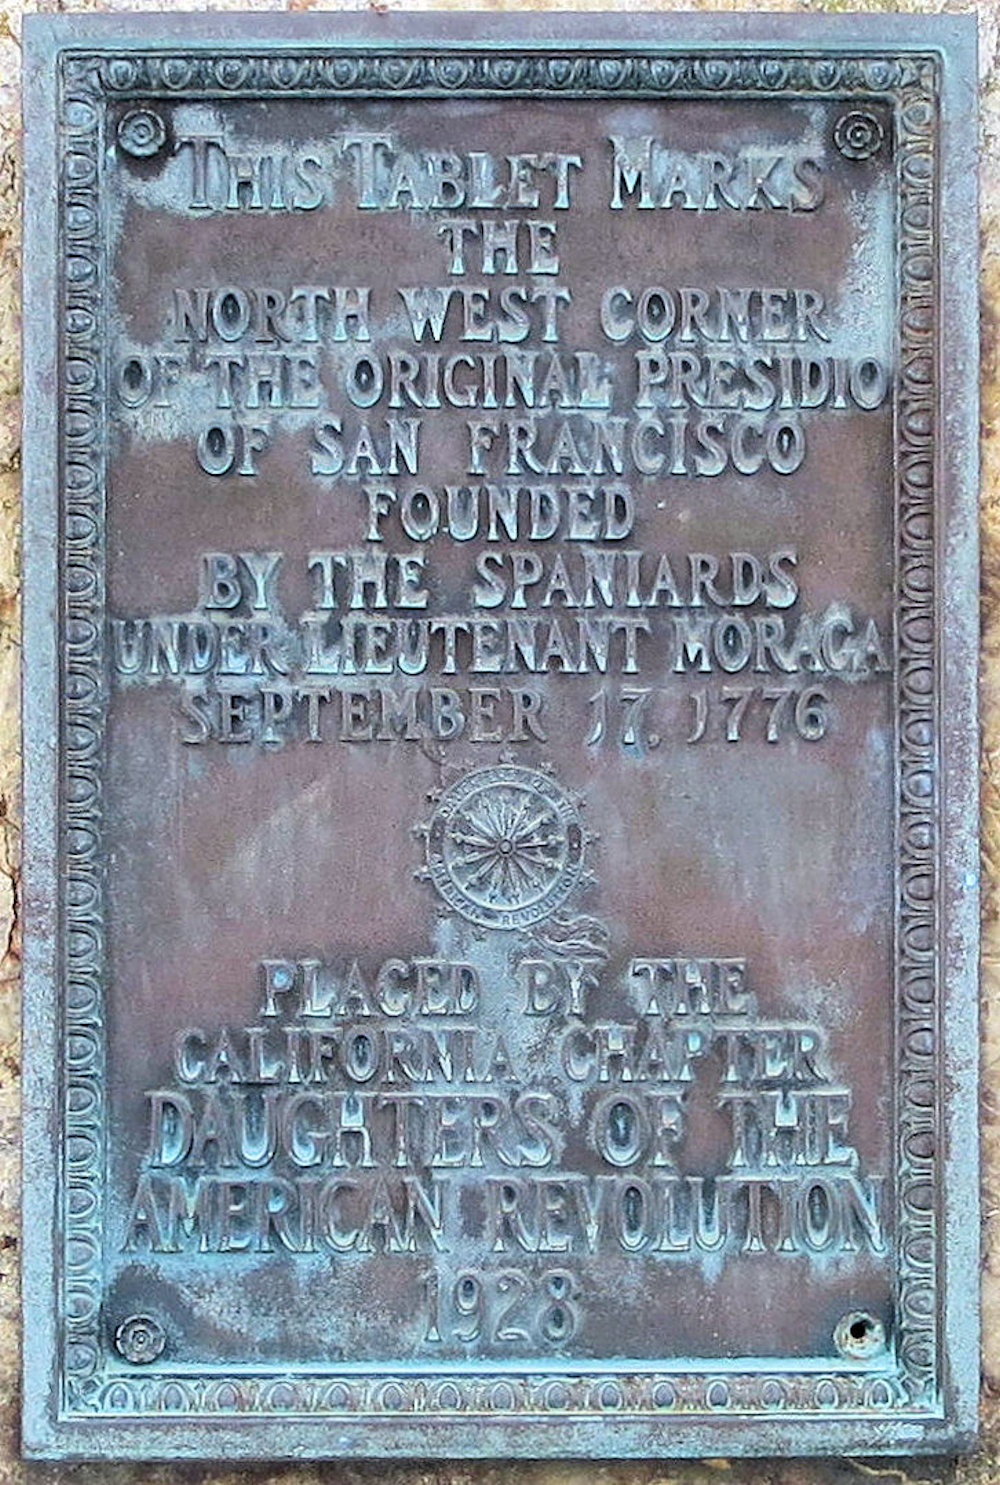 THIS TABLET MARKS
THE
NORTH WEST CORNER
OF THE ORIGINAL PRESIDIO
OF SAN FRANCISCO
FOUNDED
BY THE SPANIARDS
UNDER LIEUTENANT MORAGA
SEPTEMBER 17, 1776
REVOLUTION
PLACED BY THE
CALIFORNIA CHAPTER
DAUGHTERS OF THE
AMERICAN REVOLUTION
1928